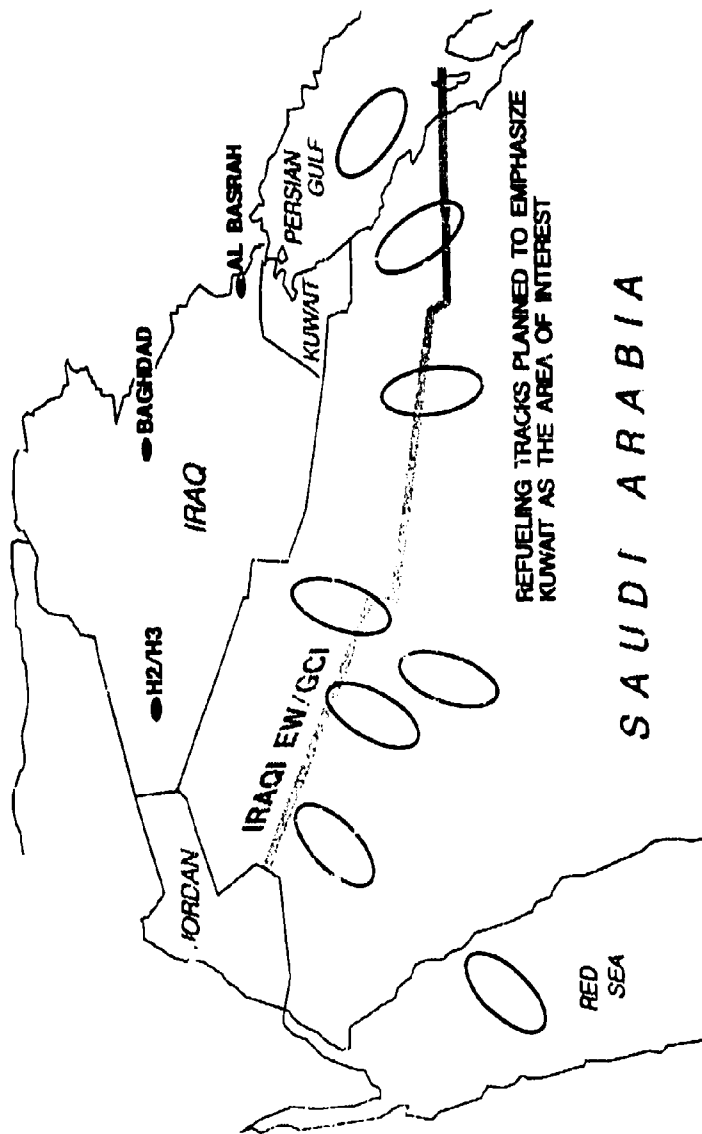 BAGHDAD
H2/H3
AL BASRAH
IRAQ
JORDAN
KUWAIT
PERSIAN
GULF
IRAQI EW/GCI
REFUELING TRACKS PLANNED TO EMPHASIZE
KUWAIT AS THE AREA OF INTEREST
RED
SEA
SAUDI ARABIA